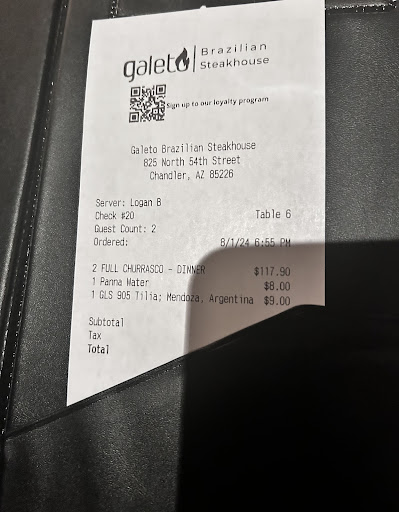 galeto Brazilian
Steakhouse
Sign up to our loyalty program
Galeto Brazilian Steakhouse
825 North 54th Street
Chandler, AZ 85226
Server: Logan B
Check #20 Table 6
Guest Count: 2
Ordered: 8/1/24 6:55 PM
2 FULL CHURRASCO - DINNER $117.90
1 Panna Water $8.00
1 GLS 905 Tilia; Mendoza, Argentina $9.00
Subtotal
Tax
Total